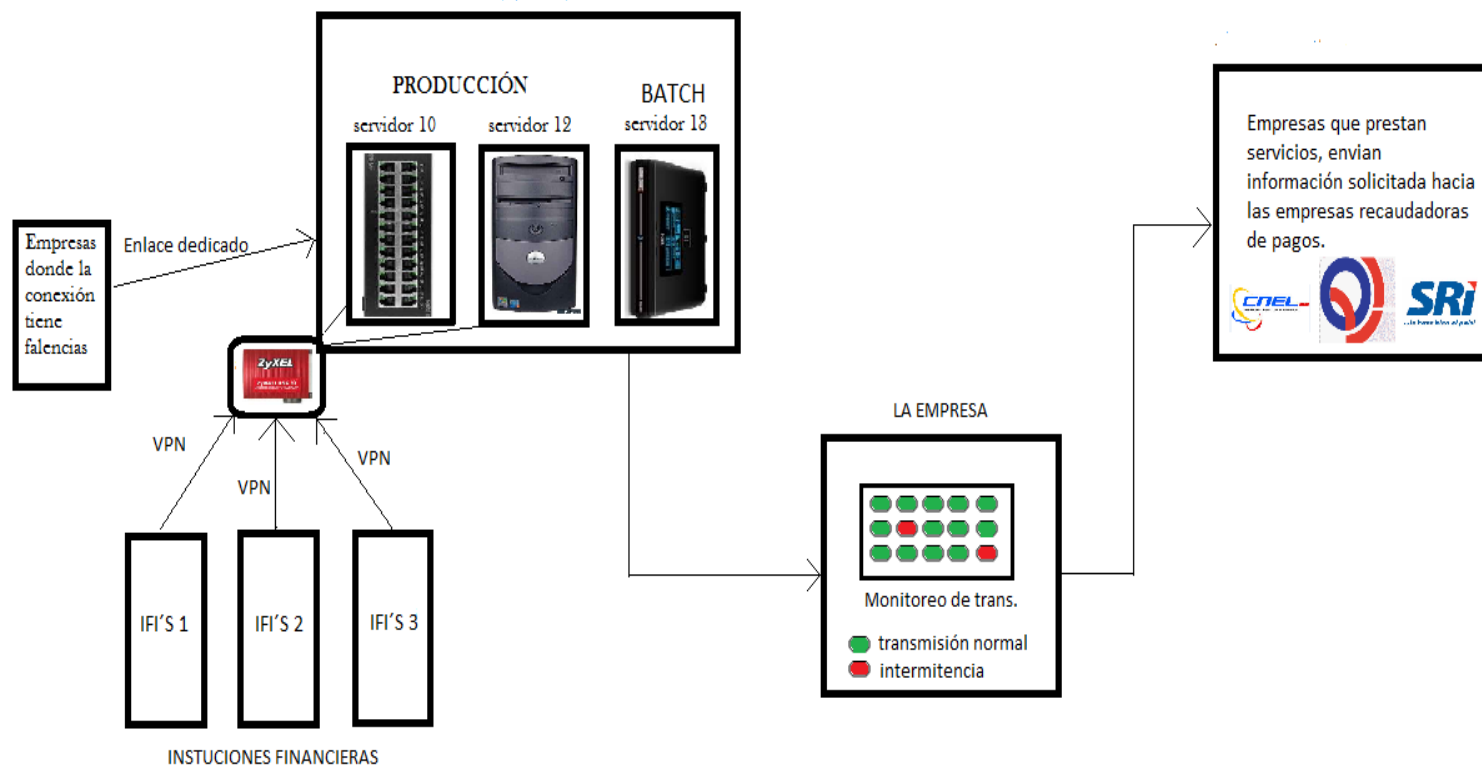 PRODUCCIÓN
BATCH
servidor 10
servidor 12
servidor 18
Empresas
donde la
conexión
tiene
falencias
Enlace dedicado
ZyXEL
VPN
VPN
VPN
IFI´S 1
IFI´S 2
IFI´S 3
INSTUCIONES FINANCIERAS
LA EMPRESA
Monitoreo de trans.
transmisión normal
intermitencia
Empresas que prestan
servicios, envian
información solicitada hacia
las empresas recaudadoras
de pagos.
CNEL
SRi